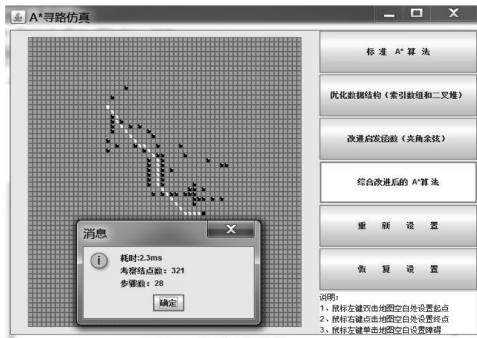 A*寻路仿真
标 准 A* 算 法
优化数据结构（索引数组和二叉堆）
改进启发函数（夹角余弦）
综合改进后的 A*算 法
重 新 设 置
恢 复 设 置
消息
耗时:2.3ms
考察结点数：321
步骤数：28
确定
说明:
1、鼠标左键双击地图空白处设置起点
2、鼠标右键点击地图空白处设置终点
3、鼠标左键单击地图空白处设置障碍